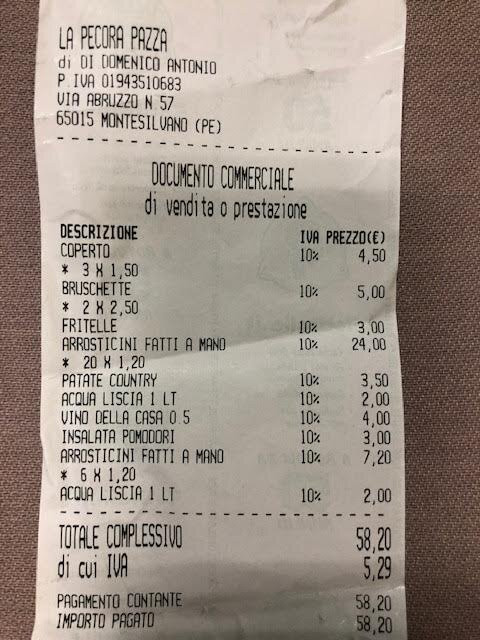 LA PECORA PAZZA
di DI DOMENICO ANTONIO
P.IVA 01943510683
VIA ABRUZZO N.57
65015 MONTESILVANO (PE)
DOCUMENTO COMMERCIALE
di vendita o prestazione
DESCRIZIONE IVA PREZZO(€)
COPERTO 10% 4,50
* 3 X 1,50
BRUSCHETTE 10% 5,00
* 2 X 2,50
FRITELLE 10% 3,00
ARROSTICINI FATTI A MANO 10% 24,00
* 20 X 1,20
PATATE COUNTRY 10% 3,50
ACQUA LISCIA 1 LT 10% 2,00
VINO DELLA CASA 0.5 10% 4,00
INSALATA POMODORI 10% 3,00
ARROSTICINI FATTI A MANO 10% 7,20
* 6 X 1,20
ACQUA LISCIA 1 LT 10% 2,00
TOTALE COMPLESSIVO 58,20
di cui IVA 5,29
PAGAMENTO CONTANTE 58,20
IMPORTO PAGATO 58,20